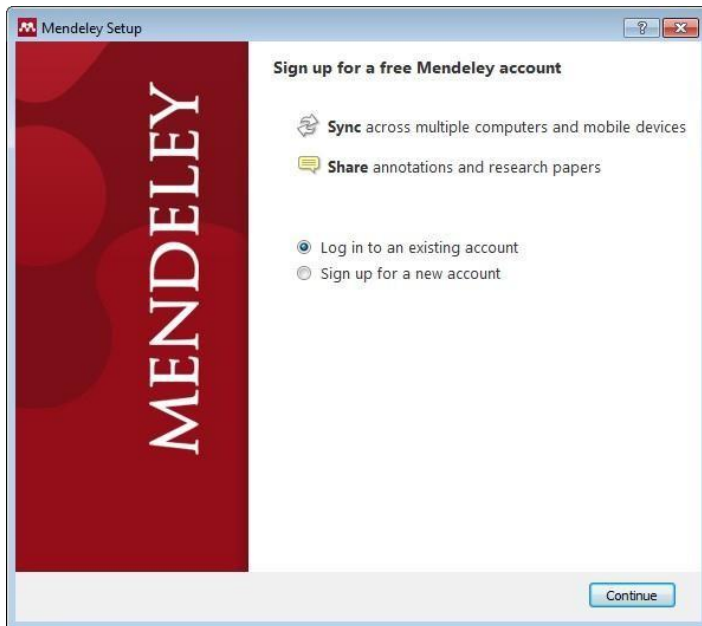 Mendeley Setup
MENDELEY
Sign up for a free Mendeley account
Sync across multiple computers and mobile devices
Share annotations and research papers
Log in to an existing account
Sign up for a new account
Continue